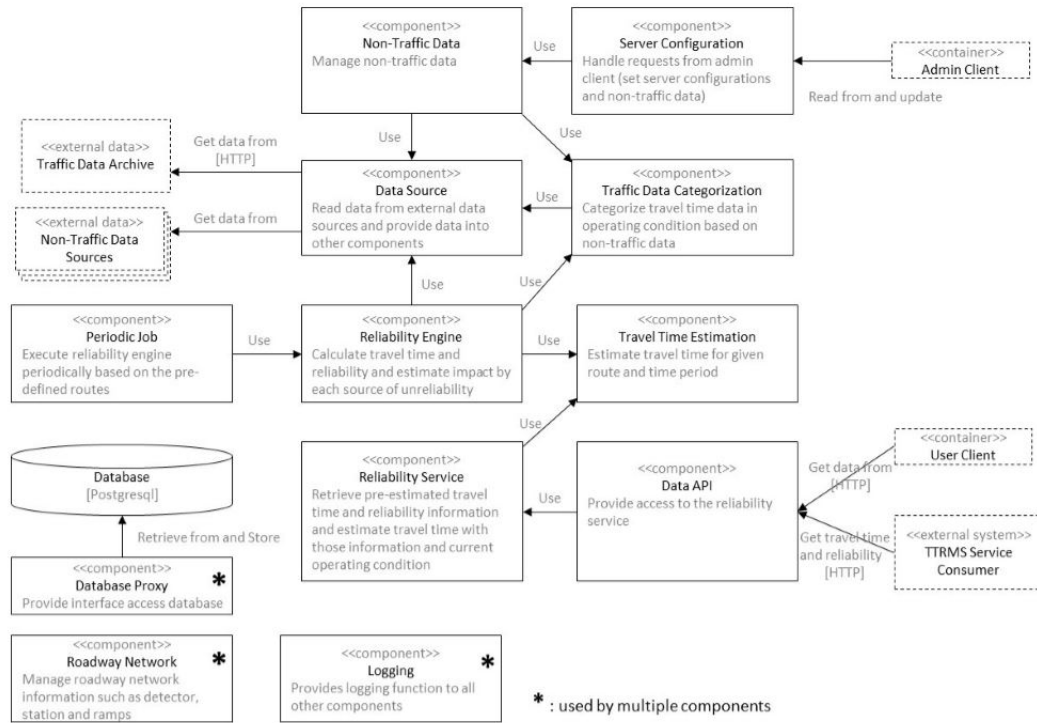 <<component>>
Non-Traffic Data
Manage non-traffic data
Use
<<component>>
Server Configuration
Handle requests from admin
client (set server configurations
and non-traffic data)
<<container>>
Admin Client
Read from and update
Use
Use
<<external data>>
Traffic Data Archive
Get data from
[HTTP]
<<component>>
Data Source
Read data from external data
sources and provide data into
other components
Use
<<component>>
Traffic Data Categorization
Categorize travel time data in
operating condition based on
non-traffic data
<<external data>>
Non-Traffic Data
Sources
Get data from
Use
Use
<<component>>
Periodic Job
Execute reliability engine
periodically based on the pre-
defined routes
Use
<<component>>
Reliability Engine
Calculate travel time and
reliability and estimate impact by
each source of unreliability
Use
<<component>>
Travel Time Estimation
Estimate travel time for given
route and time period
Use
Database
[Postgresql]
Retrieve from and Store
<<component>>
Reliability Service
Retrieve pre-estimated travel
time and reliability information
and estimate travel time with
those information and current
operating condition
Use
<<component>>
Data API
Provide access to the reliability
service
<<container>>
User Client
Get data from
[HTTP]
Get travel time
and reliability
[HTTP]
<<external system>>
TTRMS Service
Consumer
<<component>>
Database Proxy *
Provide interface access database
<<component>>
Roadway Network *
Manage roadway network
information such as detector,
station and ramps
<<component>>
Logging *
Provides logging function to all
other components
* : used by multiple components